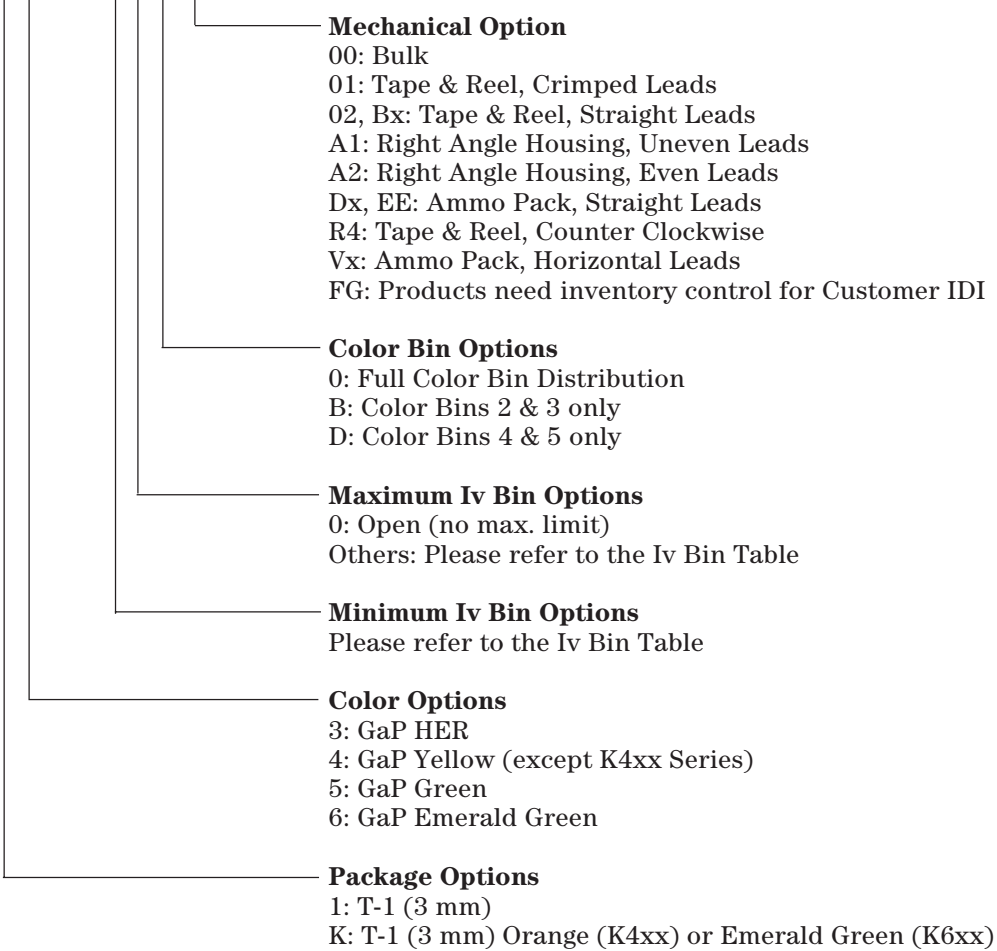 Mechanical Option
00: Bulk
01: Tape & Reel, Crimped Leads
02, Bx: Tape & Reel, Straight Leads
A1: Right Angle Housing, Uneven Leads
A2: Right Angle Housing, Even Leads
Dx, EE: Ammo Pack, Straight Leads
R4: Tape & Reel, Counter Clockwise
Vx: Ammo Pack, Horizontal Leads
FG: Products need inventory control for Customer IDI
Color Bin Options
0: Full Color Bin Distribution
B: Color Bins 2 & 3 only
D: Color Bins 4 & 5 only
Maximum Iv Bin Options
0: Open (no max. limit)
Others: Please refer to the Iv Bin Table
Minimum Iv Bin Options
Please refer to the Iv Bin Table
Color Options
3: GaP HER
4: GaP Yellow (except K4xx Series)
5: GaP Green
6: GaP Emerald Green
Package Options
1: T-1 (3 mm)
K: T-1 (3 mm) Orange (K4xx) or Emerald Green (K6xx)